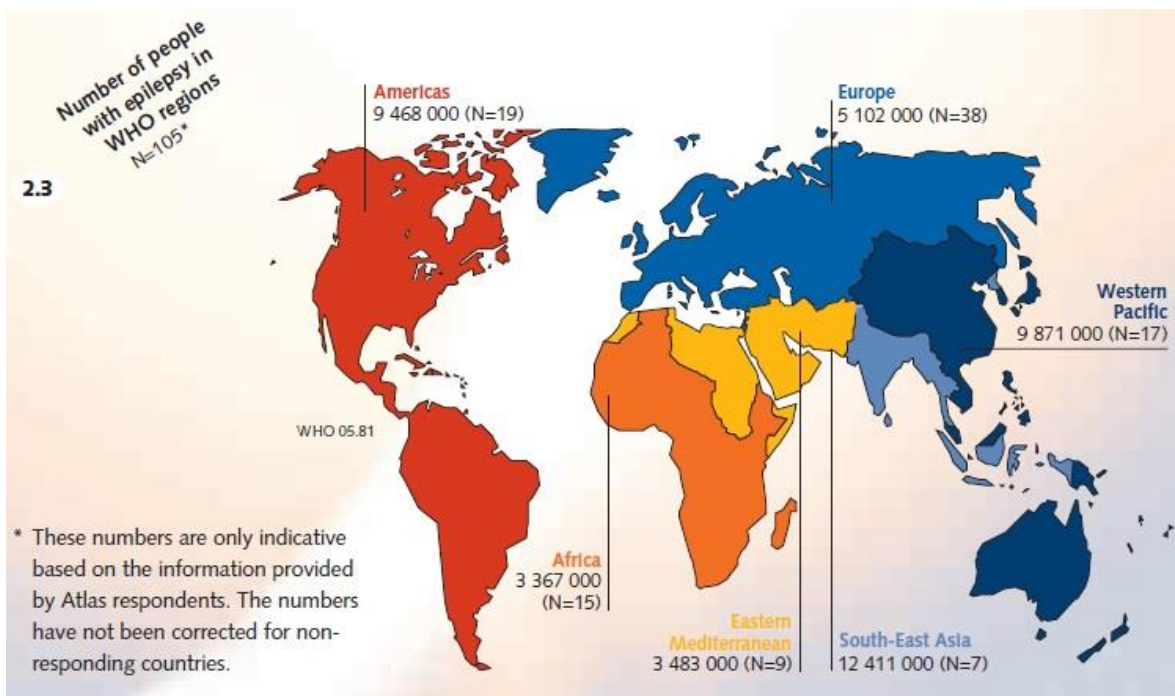 Number of people
with epilepsy in
WHO regions
N=105*
2.3
Americas
9 468 000 (N=19)
Europe
5 102 000 (N=38)
Western
Pacific
9 871 000 (N=17)
WHO 05.81
Africa
3 367 000
(N=15)
Eastern
Mediterranean
3 483 000 (N=9)
South-East Asia
12 411 000 (N=7)
* These numbers are only indicative
based on the information provided
by Atlas respondents. The numbers
have not been corrected for non-
responding countries.